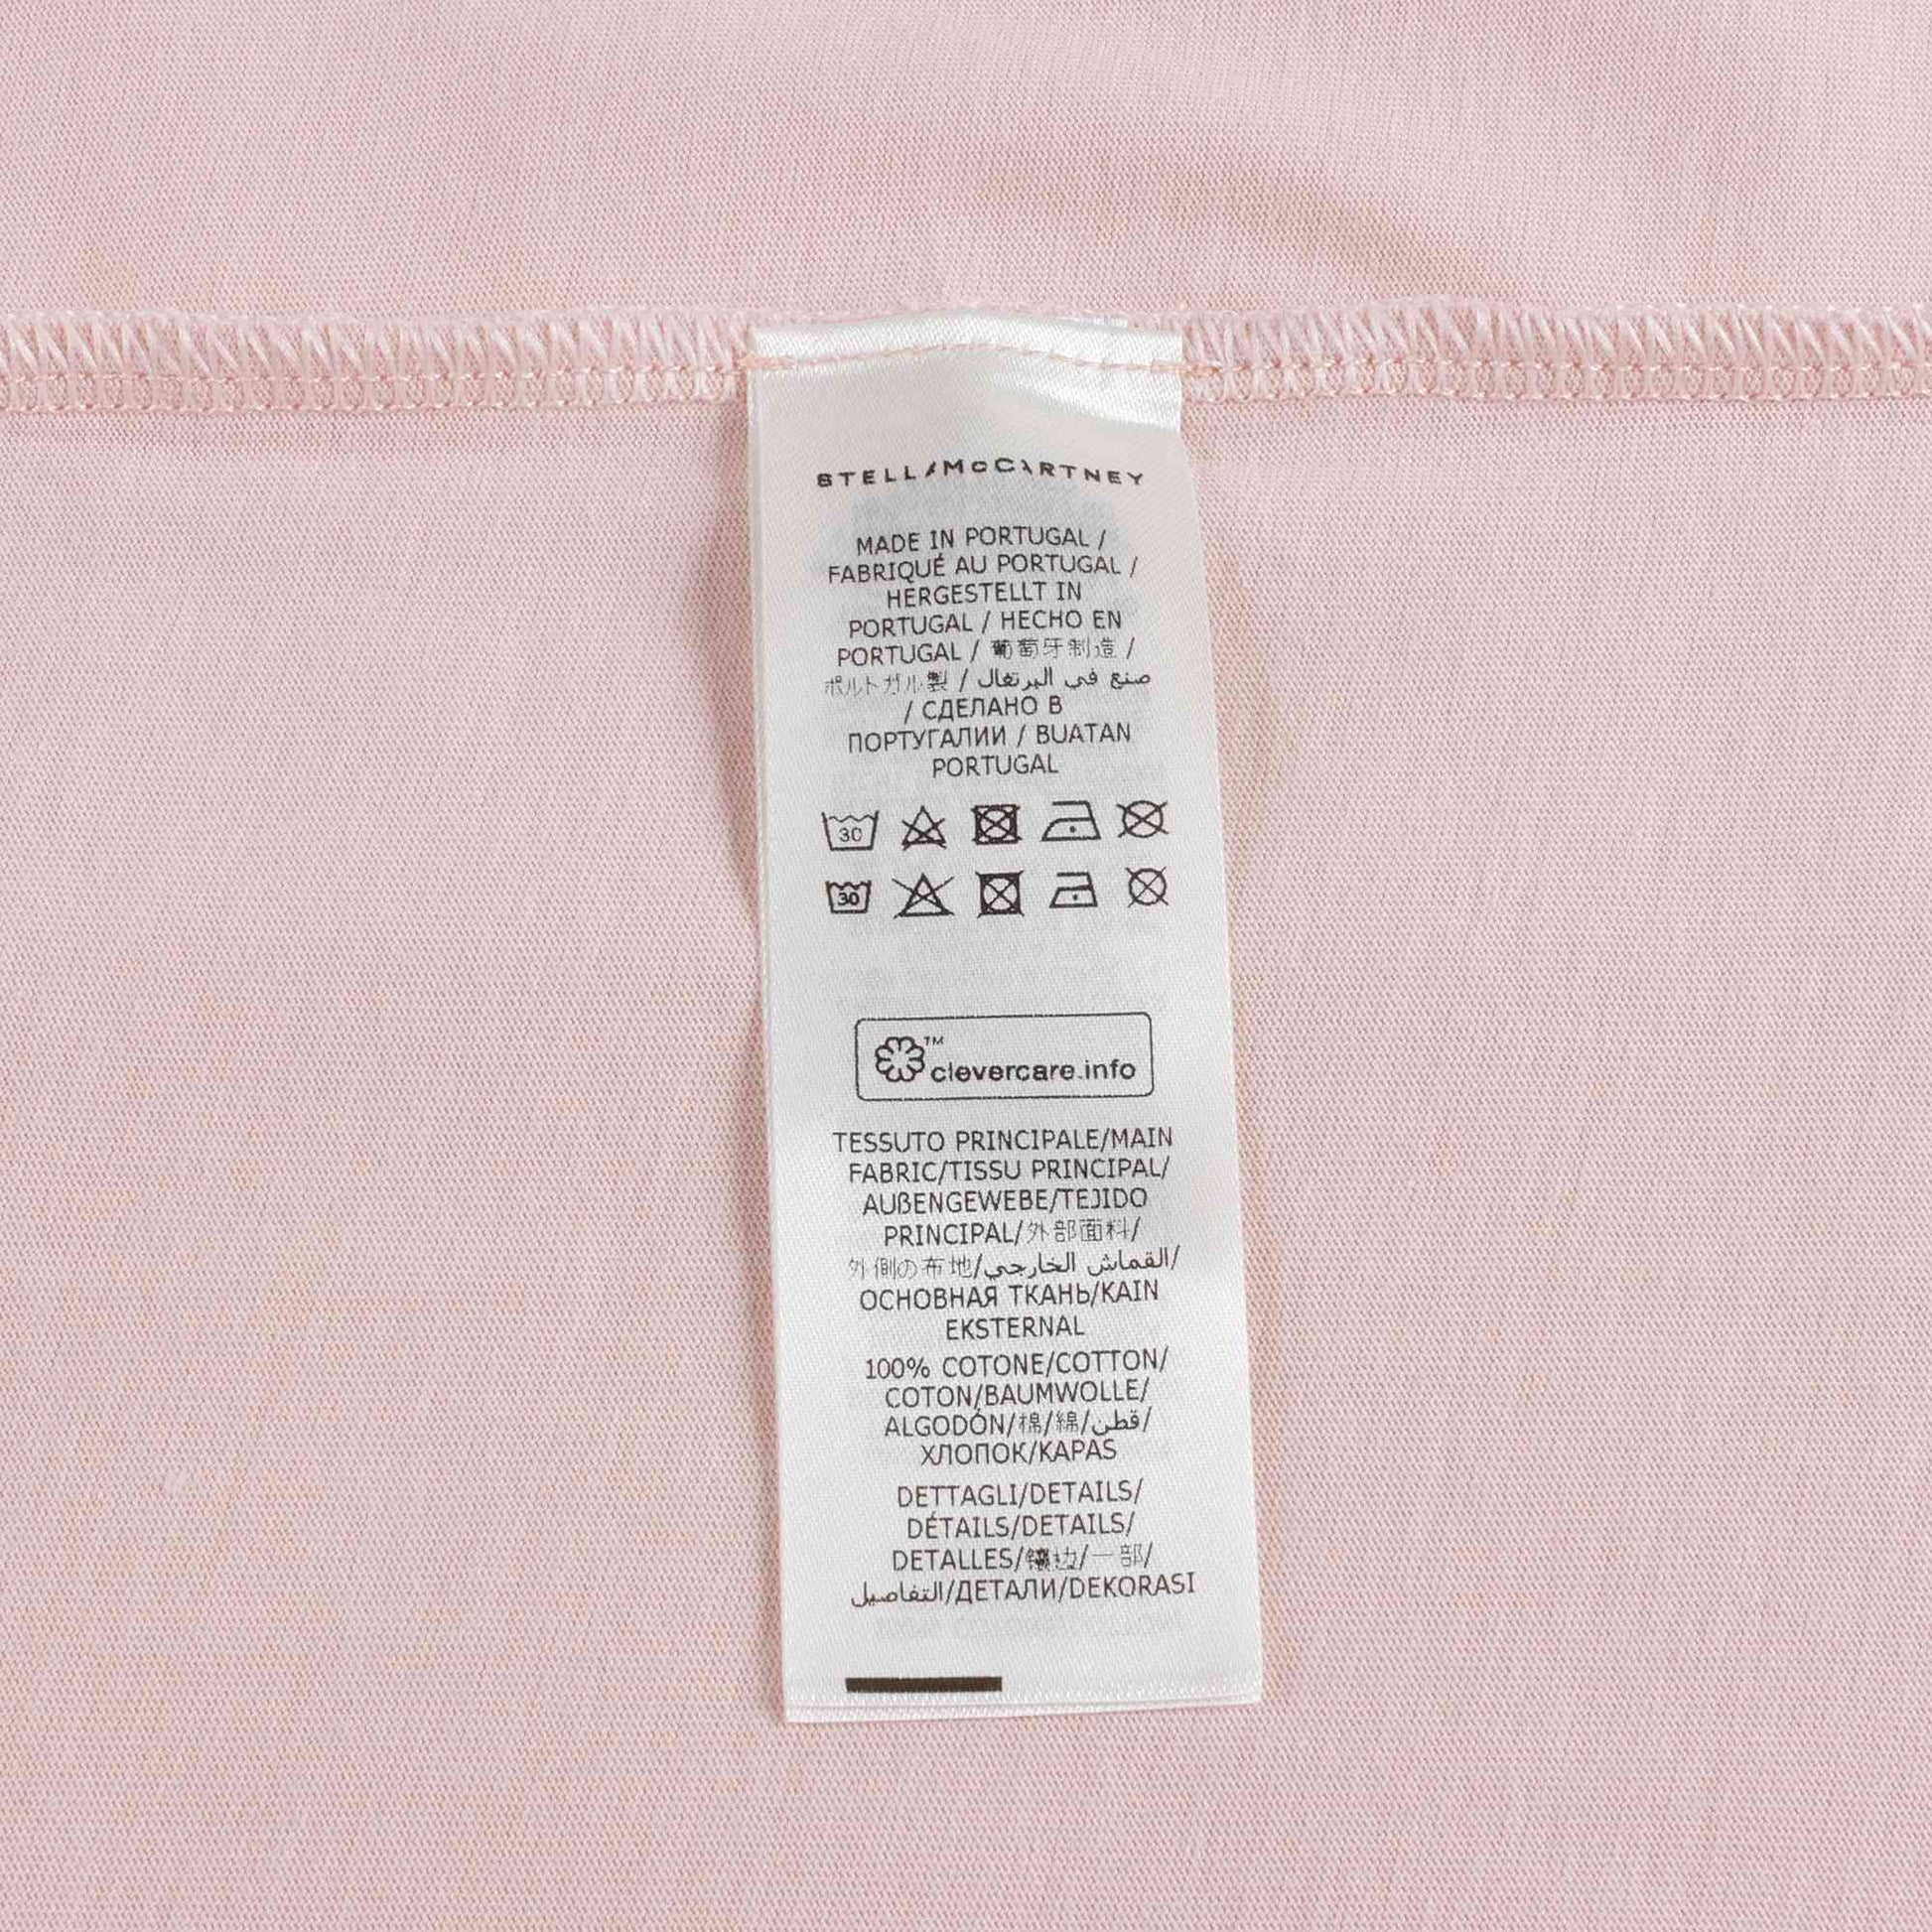 STELLA McCARTNEY
MADE IN PORTUGAL /
FABRIQUÉ AU PORTUGAL /
HERGESTELLT IN
PORTUGAL / HECHO EN
PORTUGAL / 葡萄牙制造 /
ポルトガル製 / صنع في البرتغال
/ СДЕЛАНО В
ПОРТУГАЛИИ / BUATAN
PORTUGAL
30
30
™clevercare.info
TESSUTO PRINCIPALE/MAIN
FABRIC/TISSU PRINCIPAL/
AUßENGEWEBE/TEJIDO
PRINCIPAL/外部面料/
外側の布地/القماش الخارجي/
ОСНОВНАЯ ТКАНЬ/KAIN
EKSTERNAL
100% COTONE/COTTON/
COTON/BAUMWOLLE/
ALGODÓN/棉/綿/قطن/
ХЛОПОК/KAPAS
DETTAGLI/DETAILS/
DÉTAILS/DETAILS/
DETALLES/镶边/一部/
التفاصيل/ДЕТАЛИ/DEKORASI